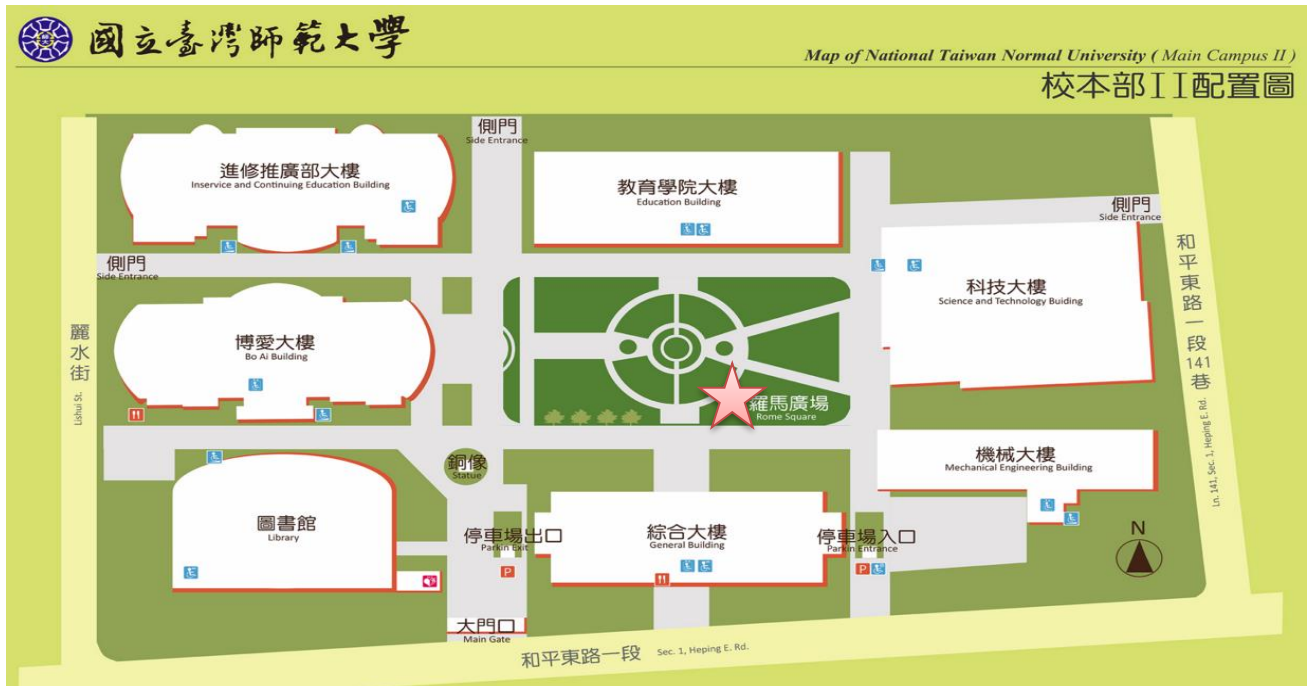 國立臺灣師範大學
Map of National Taiwan Normal University ( Main Campus II )
校本部II配置圖
側門
Side Entrance
進修推廣部大樓
Inservice and Continuing Education Building
教育學院大樓
Education Building
側門
Side Entrance
側門
Side Entrance
科技大樓
Science and Technology Buiding
和平東路一段141巷
Ln. 141, Sec. 1, Heping E. Rd.
麗水街
Lishui St.
博愛大樓
Bo Ai Building
羅馬廣場
Rome Square
銅像
Statue
機械大樓
Mechanical Engineering Building
圖書館
Library
停車場出口
Parkin Exit
P
綜合大樓
General Building
停車場入口
Parkin Entrance
P
N
大門口
Main Gate
和平東路一段 Sec. 1, Heping E. Rd.